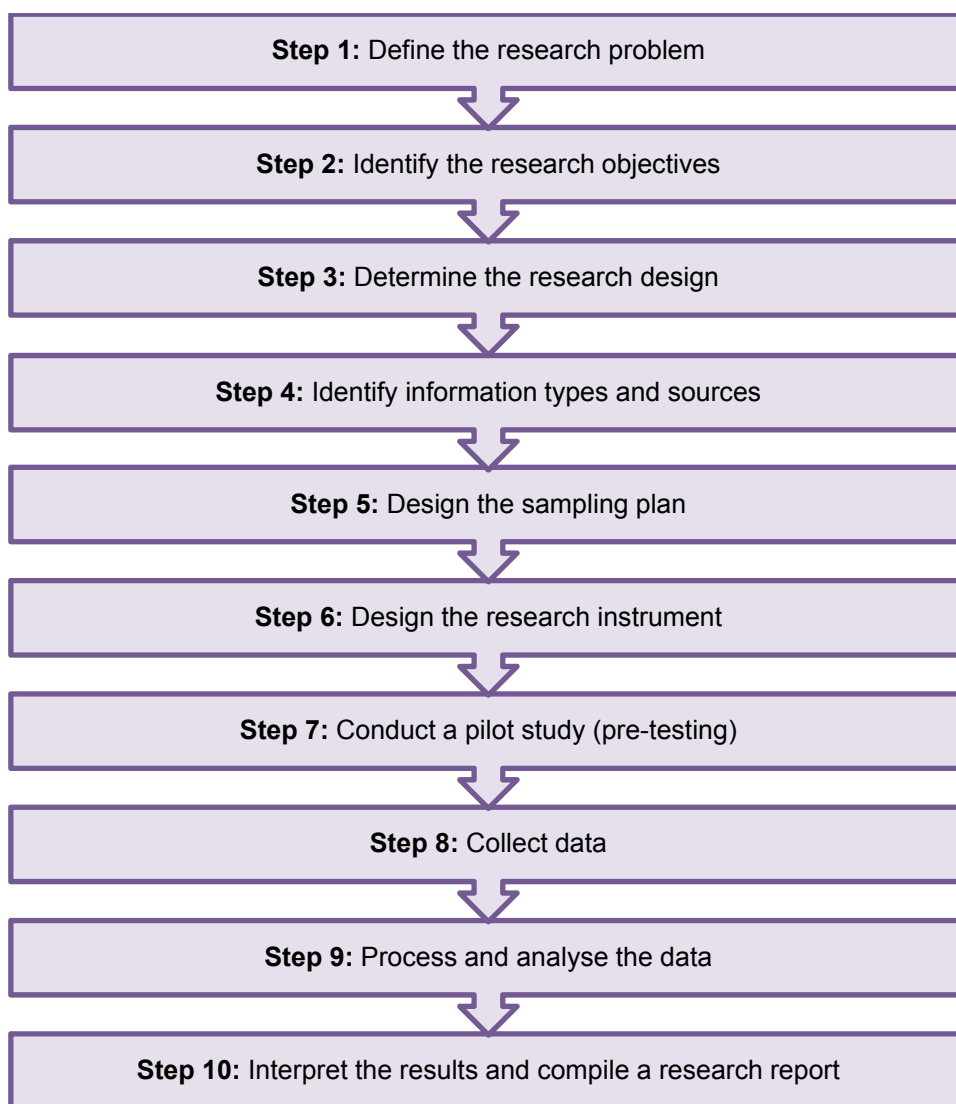 Step 1: Define the research problem
Step 2: Identify the research objectives
Step 3: Determine the research design
Step 4: Identify information types and sources
Step 5: Design the sampling plan
Step 6: Design the research instrument
Step 7: Conduct a pilot study (pre-testing)
Step 8: Collect data
Step 9: Process and analyse the data
Step 10: Interpret the results and compile a research report